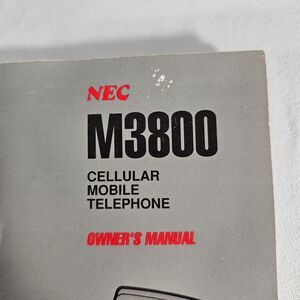 NEC
M3800
CELLULAR
MOBILE
TELEPHONE
OWNER'S MANUAL